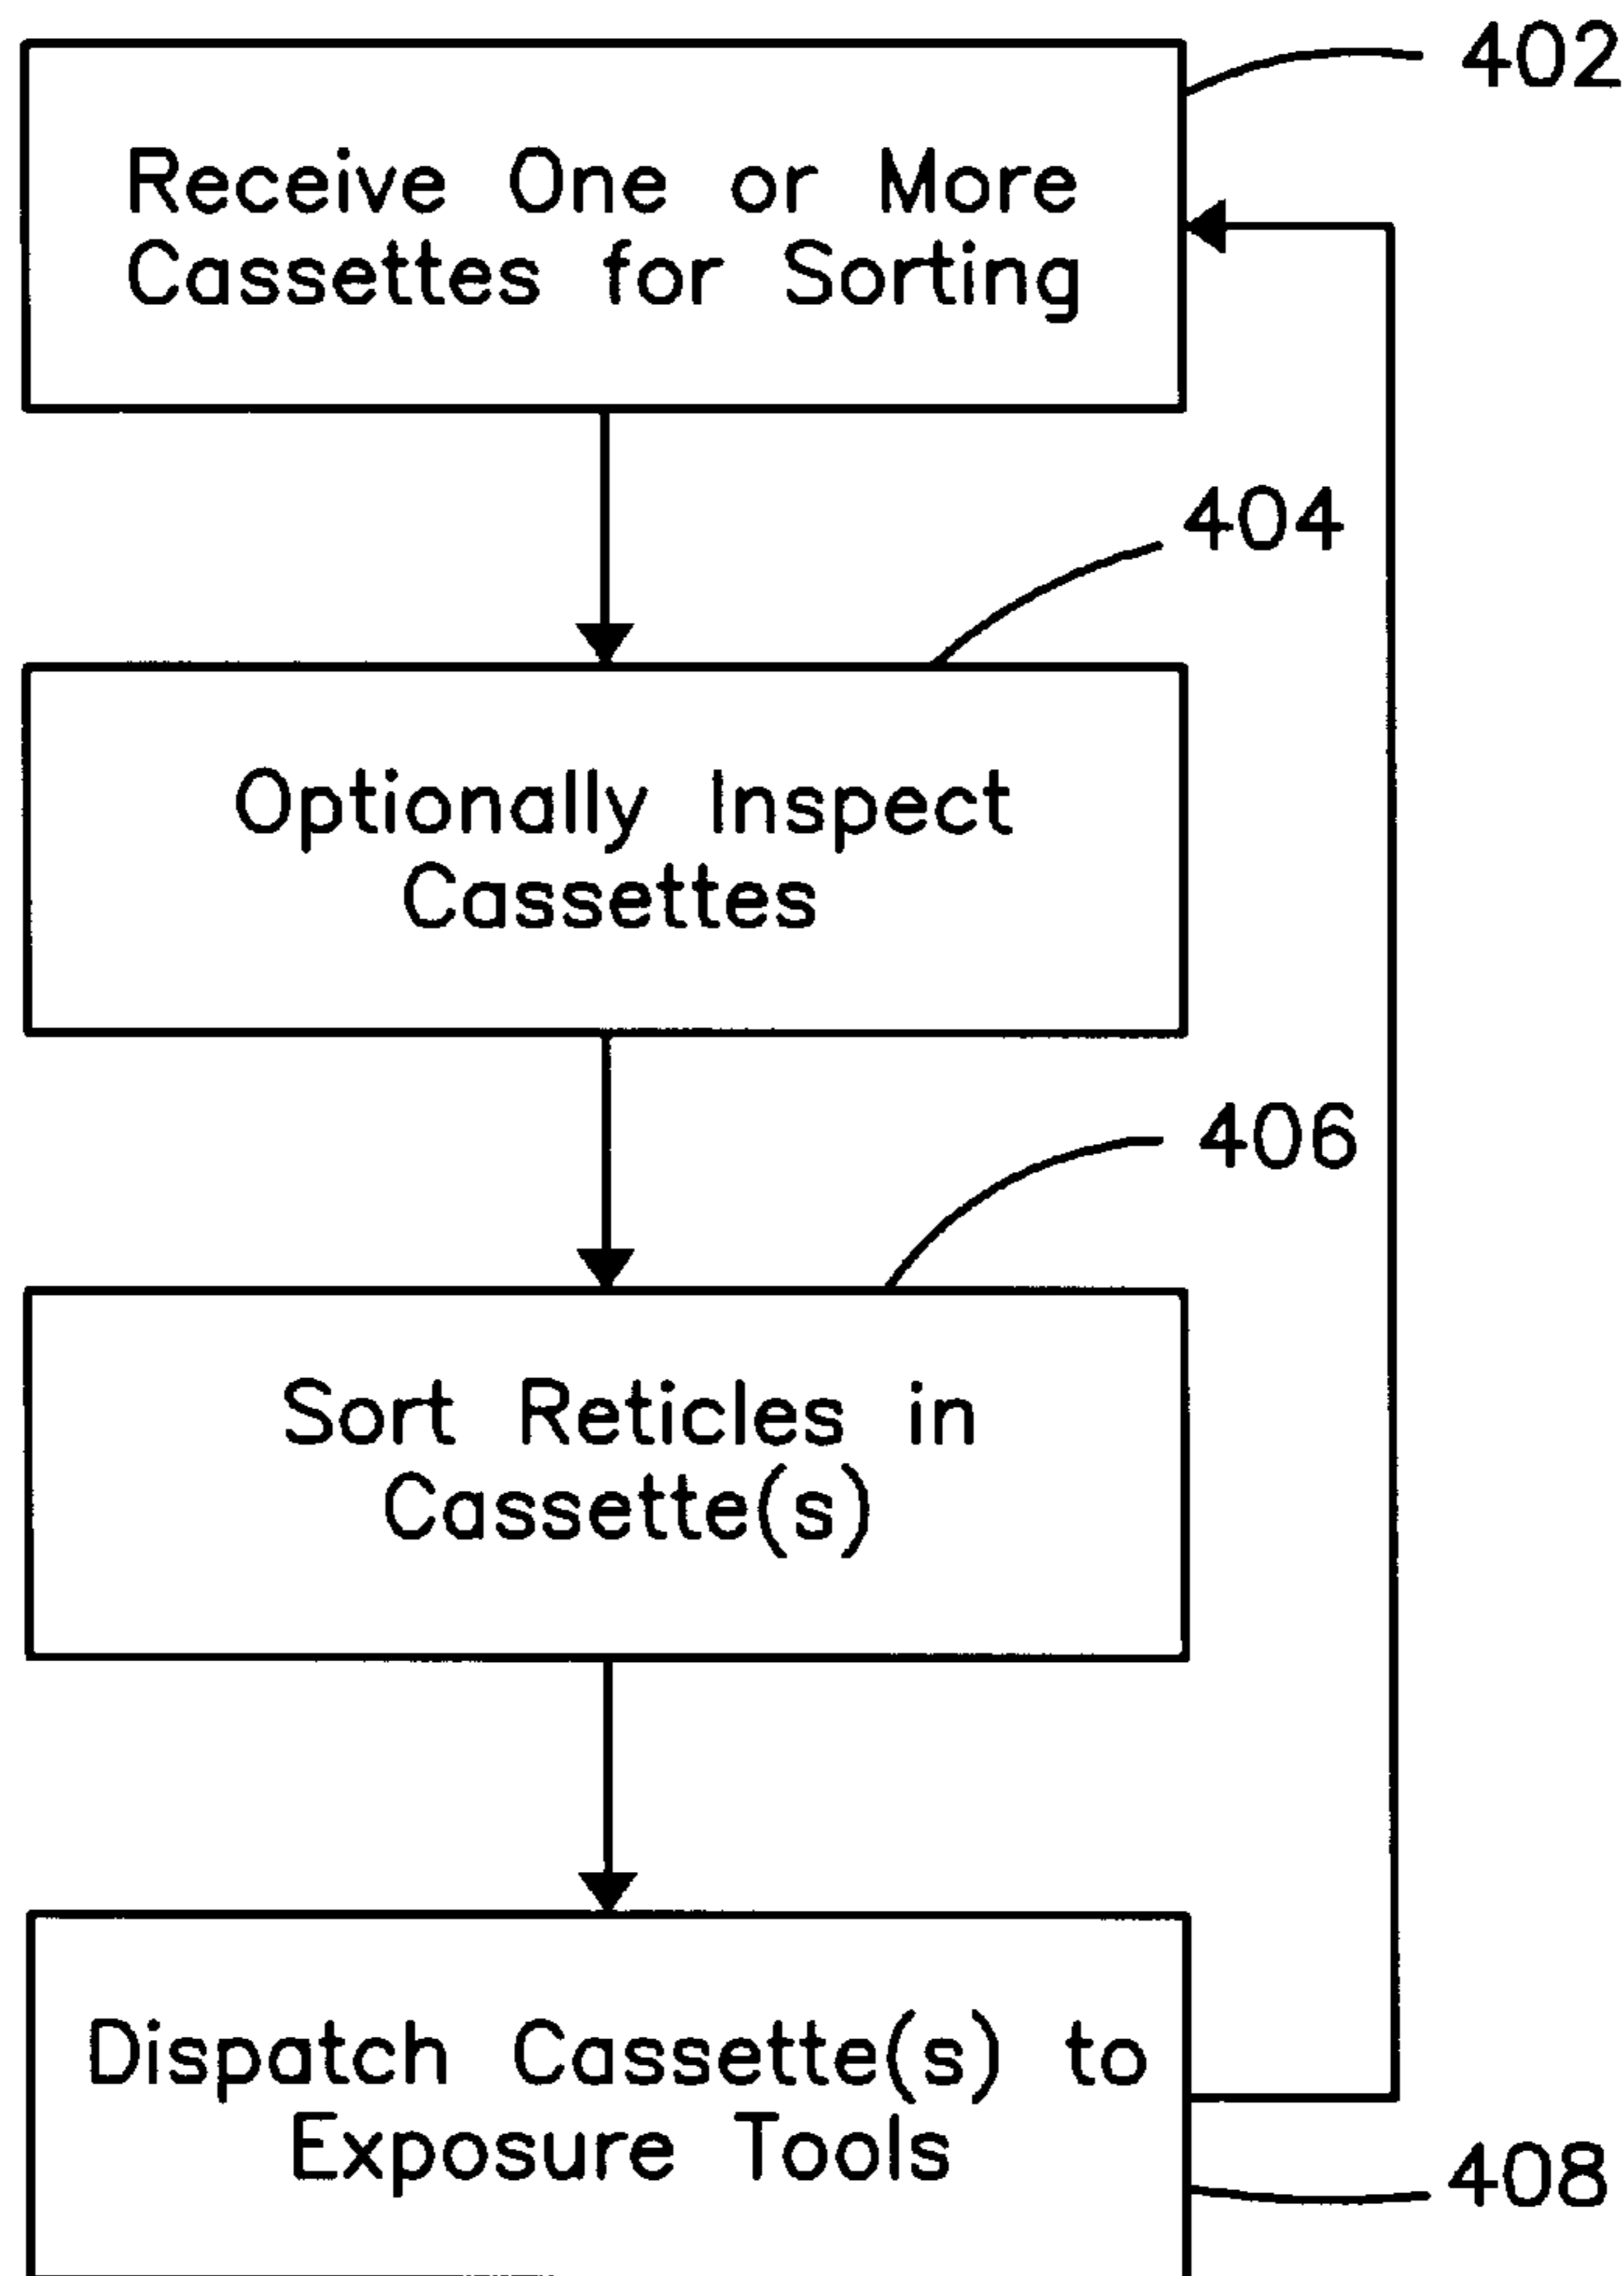 402
Receive One or More
Cassettes for Sorting
404
Optionally Inspect
Cassettes
406
Sort Reticles in
Cassette(s)
Dispatch Cassette(s) to
Exposure Tools
408